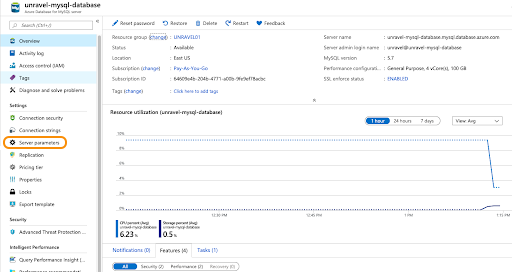 unravel-mysql-database
Azure Database for MySQL server
Search (Ctrl+/)
Overview
Activity log
Access control (IAM)
Tags
Diagnose and solve problems
Settings
Connection security
Connection strings
Server parameters
Replication
Pricing tier
Properties
Locks
Export template
Security
Advanced Threat Protection
Intelligent Performance
Query Performance Insight
Reset password
Restore
Delete
Restart
Feedback
Resource group (change) : UNRAVEL01
Status : Available
Location : East US
Subscription (change) : Pay-As-You-Go
Subscription ID : 64609e4b-204b-4771-a00b-9fe9ef78acbc
Tags (change) : Click here to add tags
Server name : unravel-mysql-database.mysql.database.azure.com
Server admin login name : unravel@unravel-mysql-database
MySQL version : 5.7
Performance configurati... : General Purpose, 4 vCore(s), 100 GB
SSL enforce status : ENABLED
Resource utilization (unravel-mysql-database)
1 hour 24 hours 7 days
View Avg
10%
8%
6%
4%
2%
0%
12:30 PM 12:45 PM 1 PM 1:15 PM
CPU percent (Avg)
unravel-mysql-database
6.23 %
Storage percent (Avg)
unravel-mysql-database
0.5 %
Notifications (0) Features (4) Tasks (1)
All Security (2) Performance (2) Recovery (0)